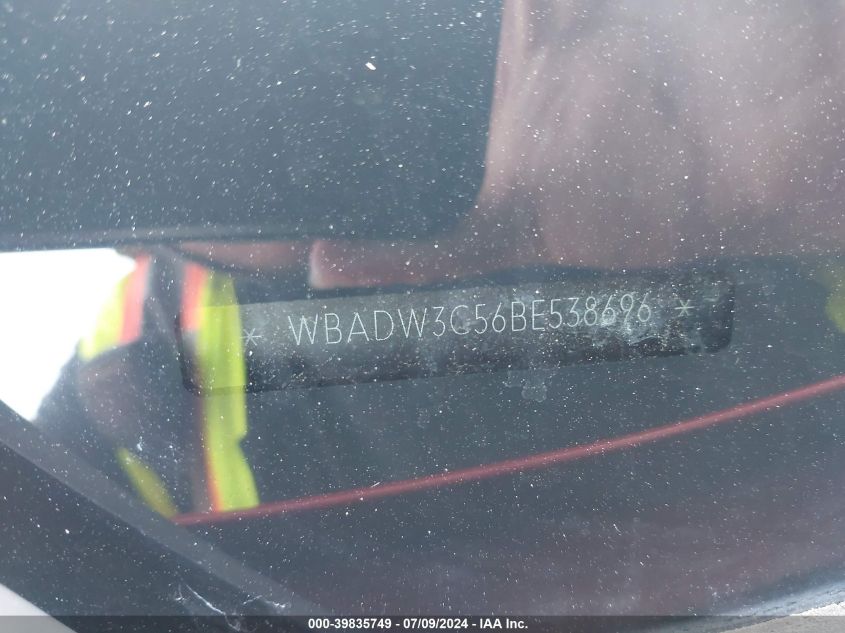 * WBADW3C56BE538696 *
000-39835749 - 07/09/2024 - IAA Inc.